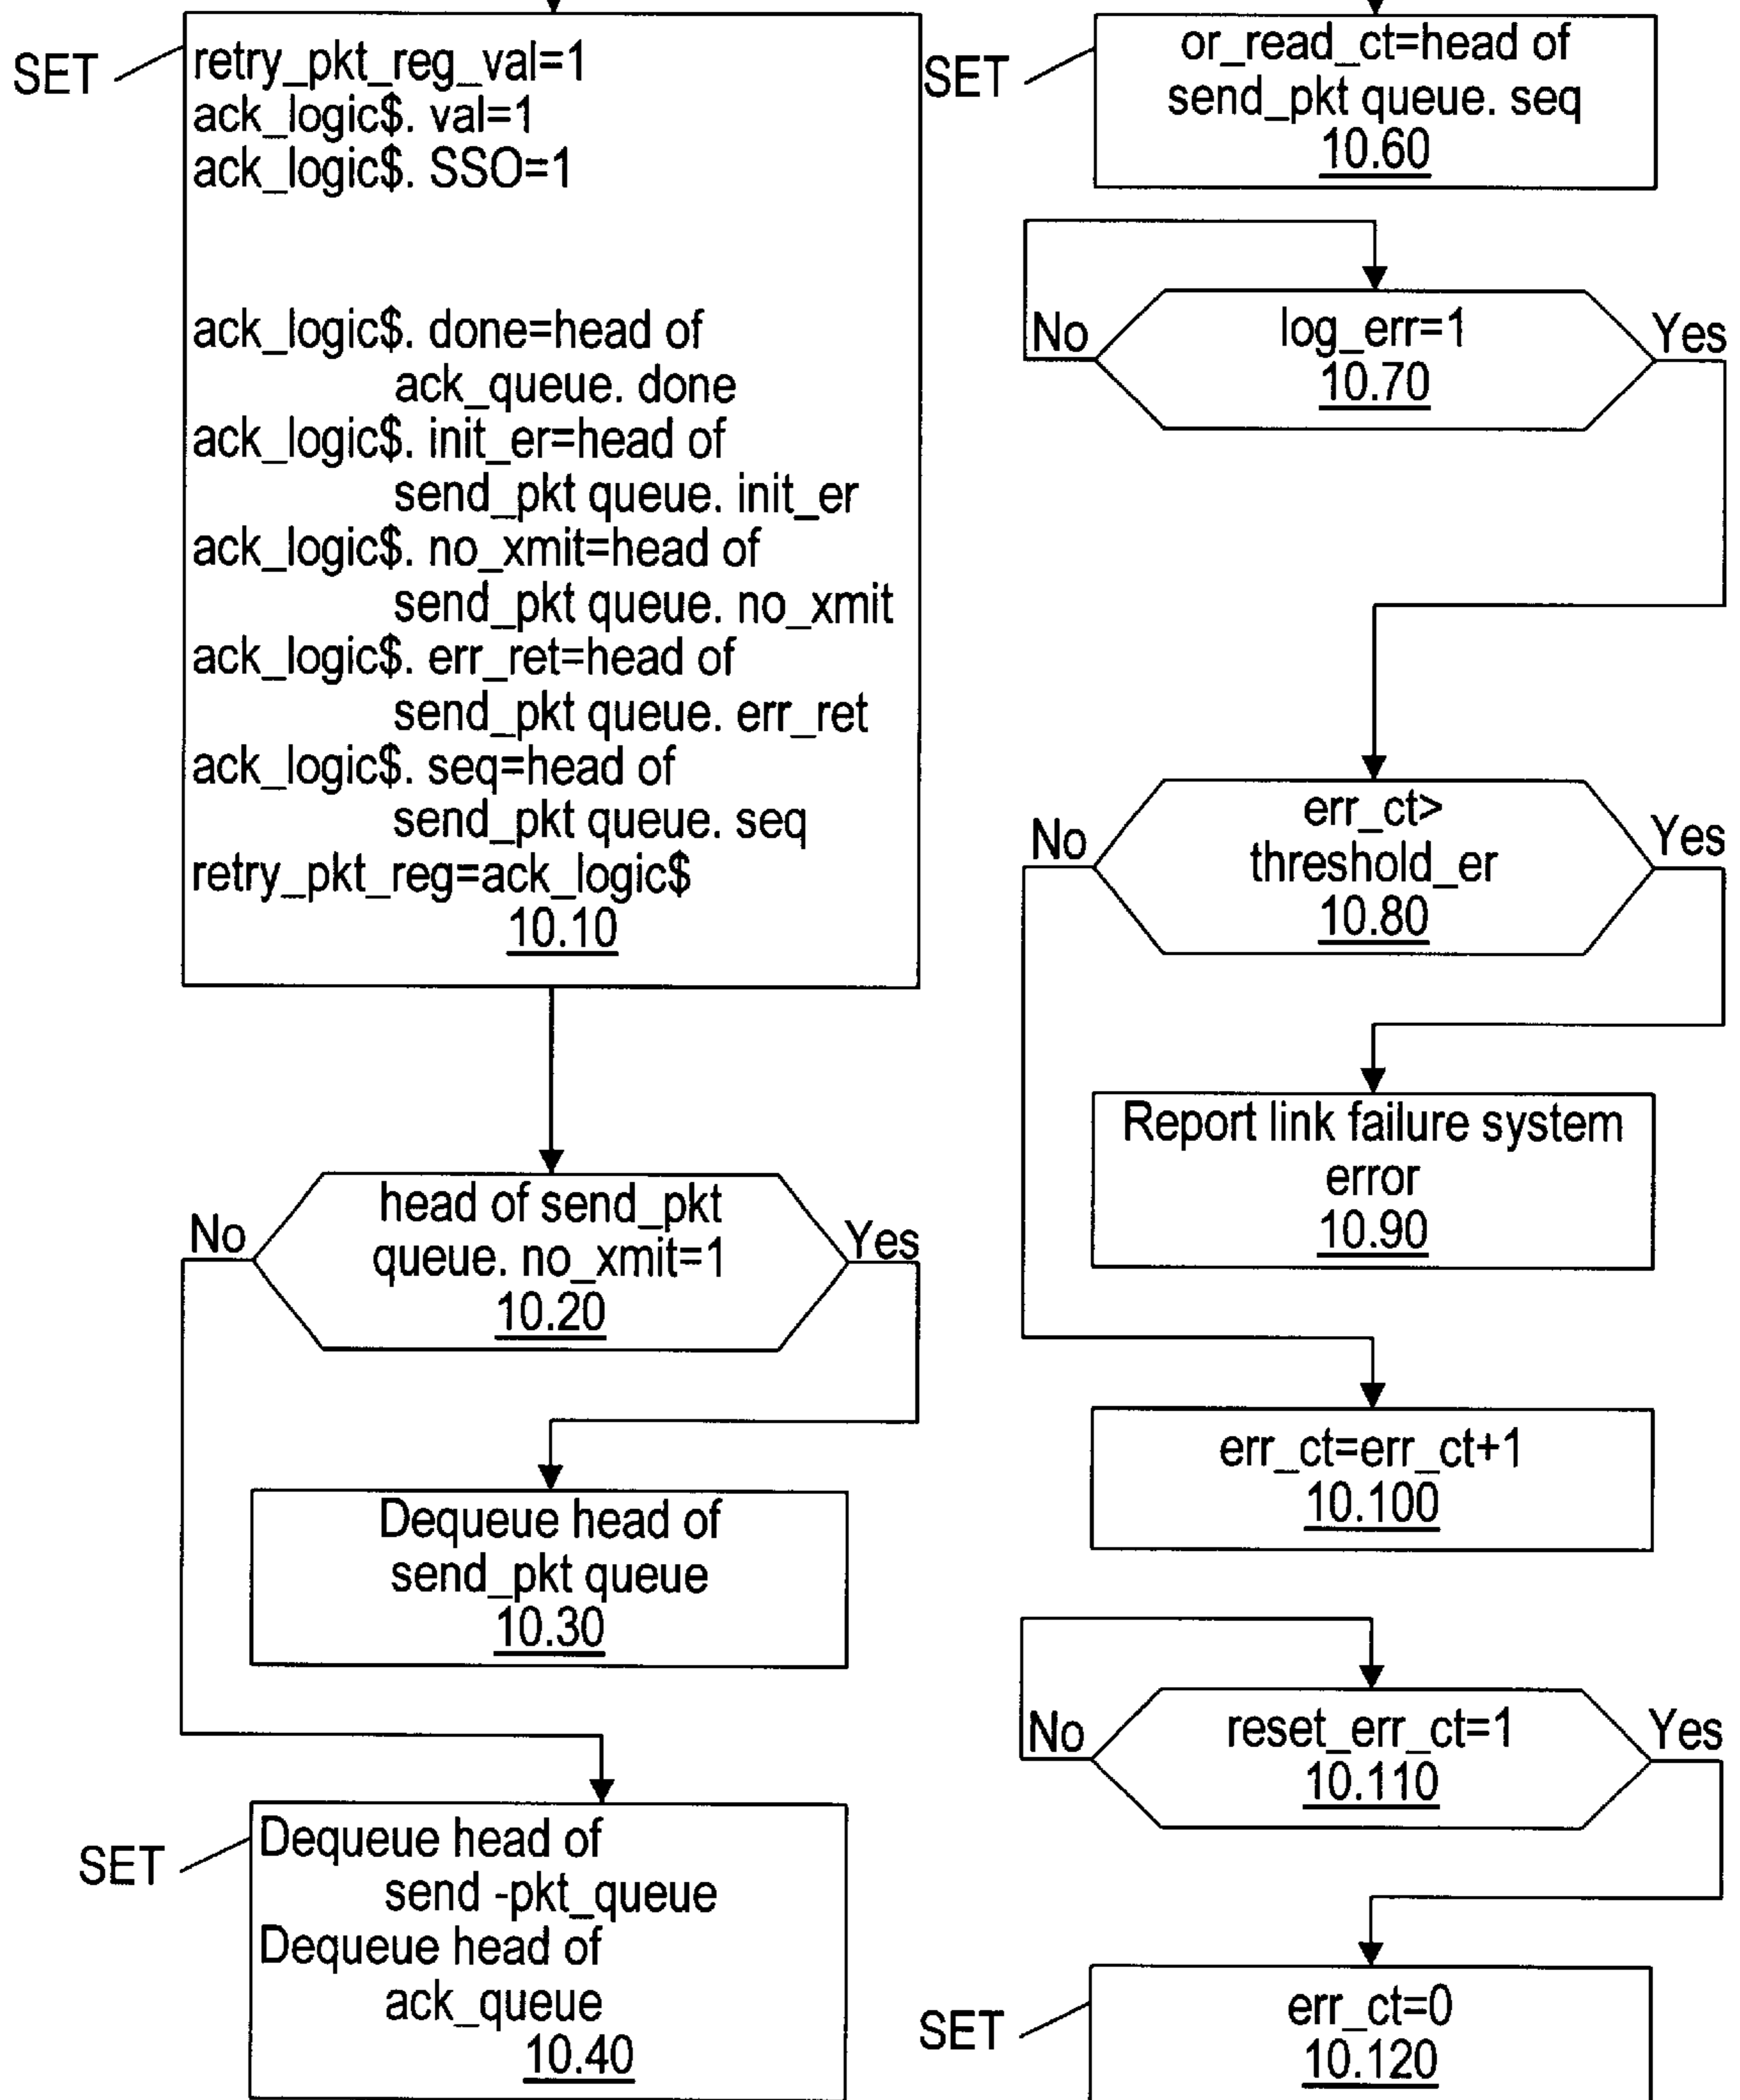 SET
retry_pkt_reg_val=1
ack_logic$. val=1
ack_logic$. SSO=1
ack_logic$. done=head of
ack_queue. done
ack_logic$. init_er=head of
send_pkt queue. init_er
ack_logic$. no_xmit=head of
send_pkt queue. no_xmit
ack_logic$. err_ret=head of
send_pkt queue. err_ret
ack_logic$. seq=head of
send_pkt queue. seq
retry_pkt_reg=ack_logic$
10.10
No
head of send_pkt
queue. no_xmit=1
10.20
Yes
Dequeue head of
send_pkt queue
10.30
SET
Dequeue head of
send -pkt_queue
Dequeue head of
ack_queue
10.40
SET
or_read_ct=head of
send_pkt queue. seq
10.60
No
log_err=1
10.70
Yes
No
err_ct>
threshold_er
10.80
Yes
Report link failure system
error
10.90
err_ct=err_ct+1
10.100
No
reset_err_ct=1
10.110
Yes
SET
err_ct=0
10.120